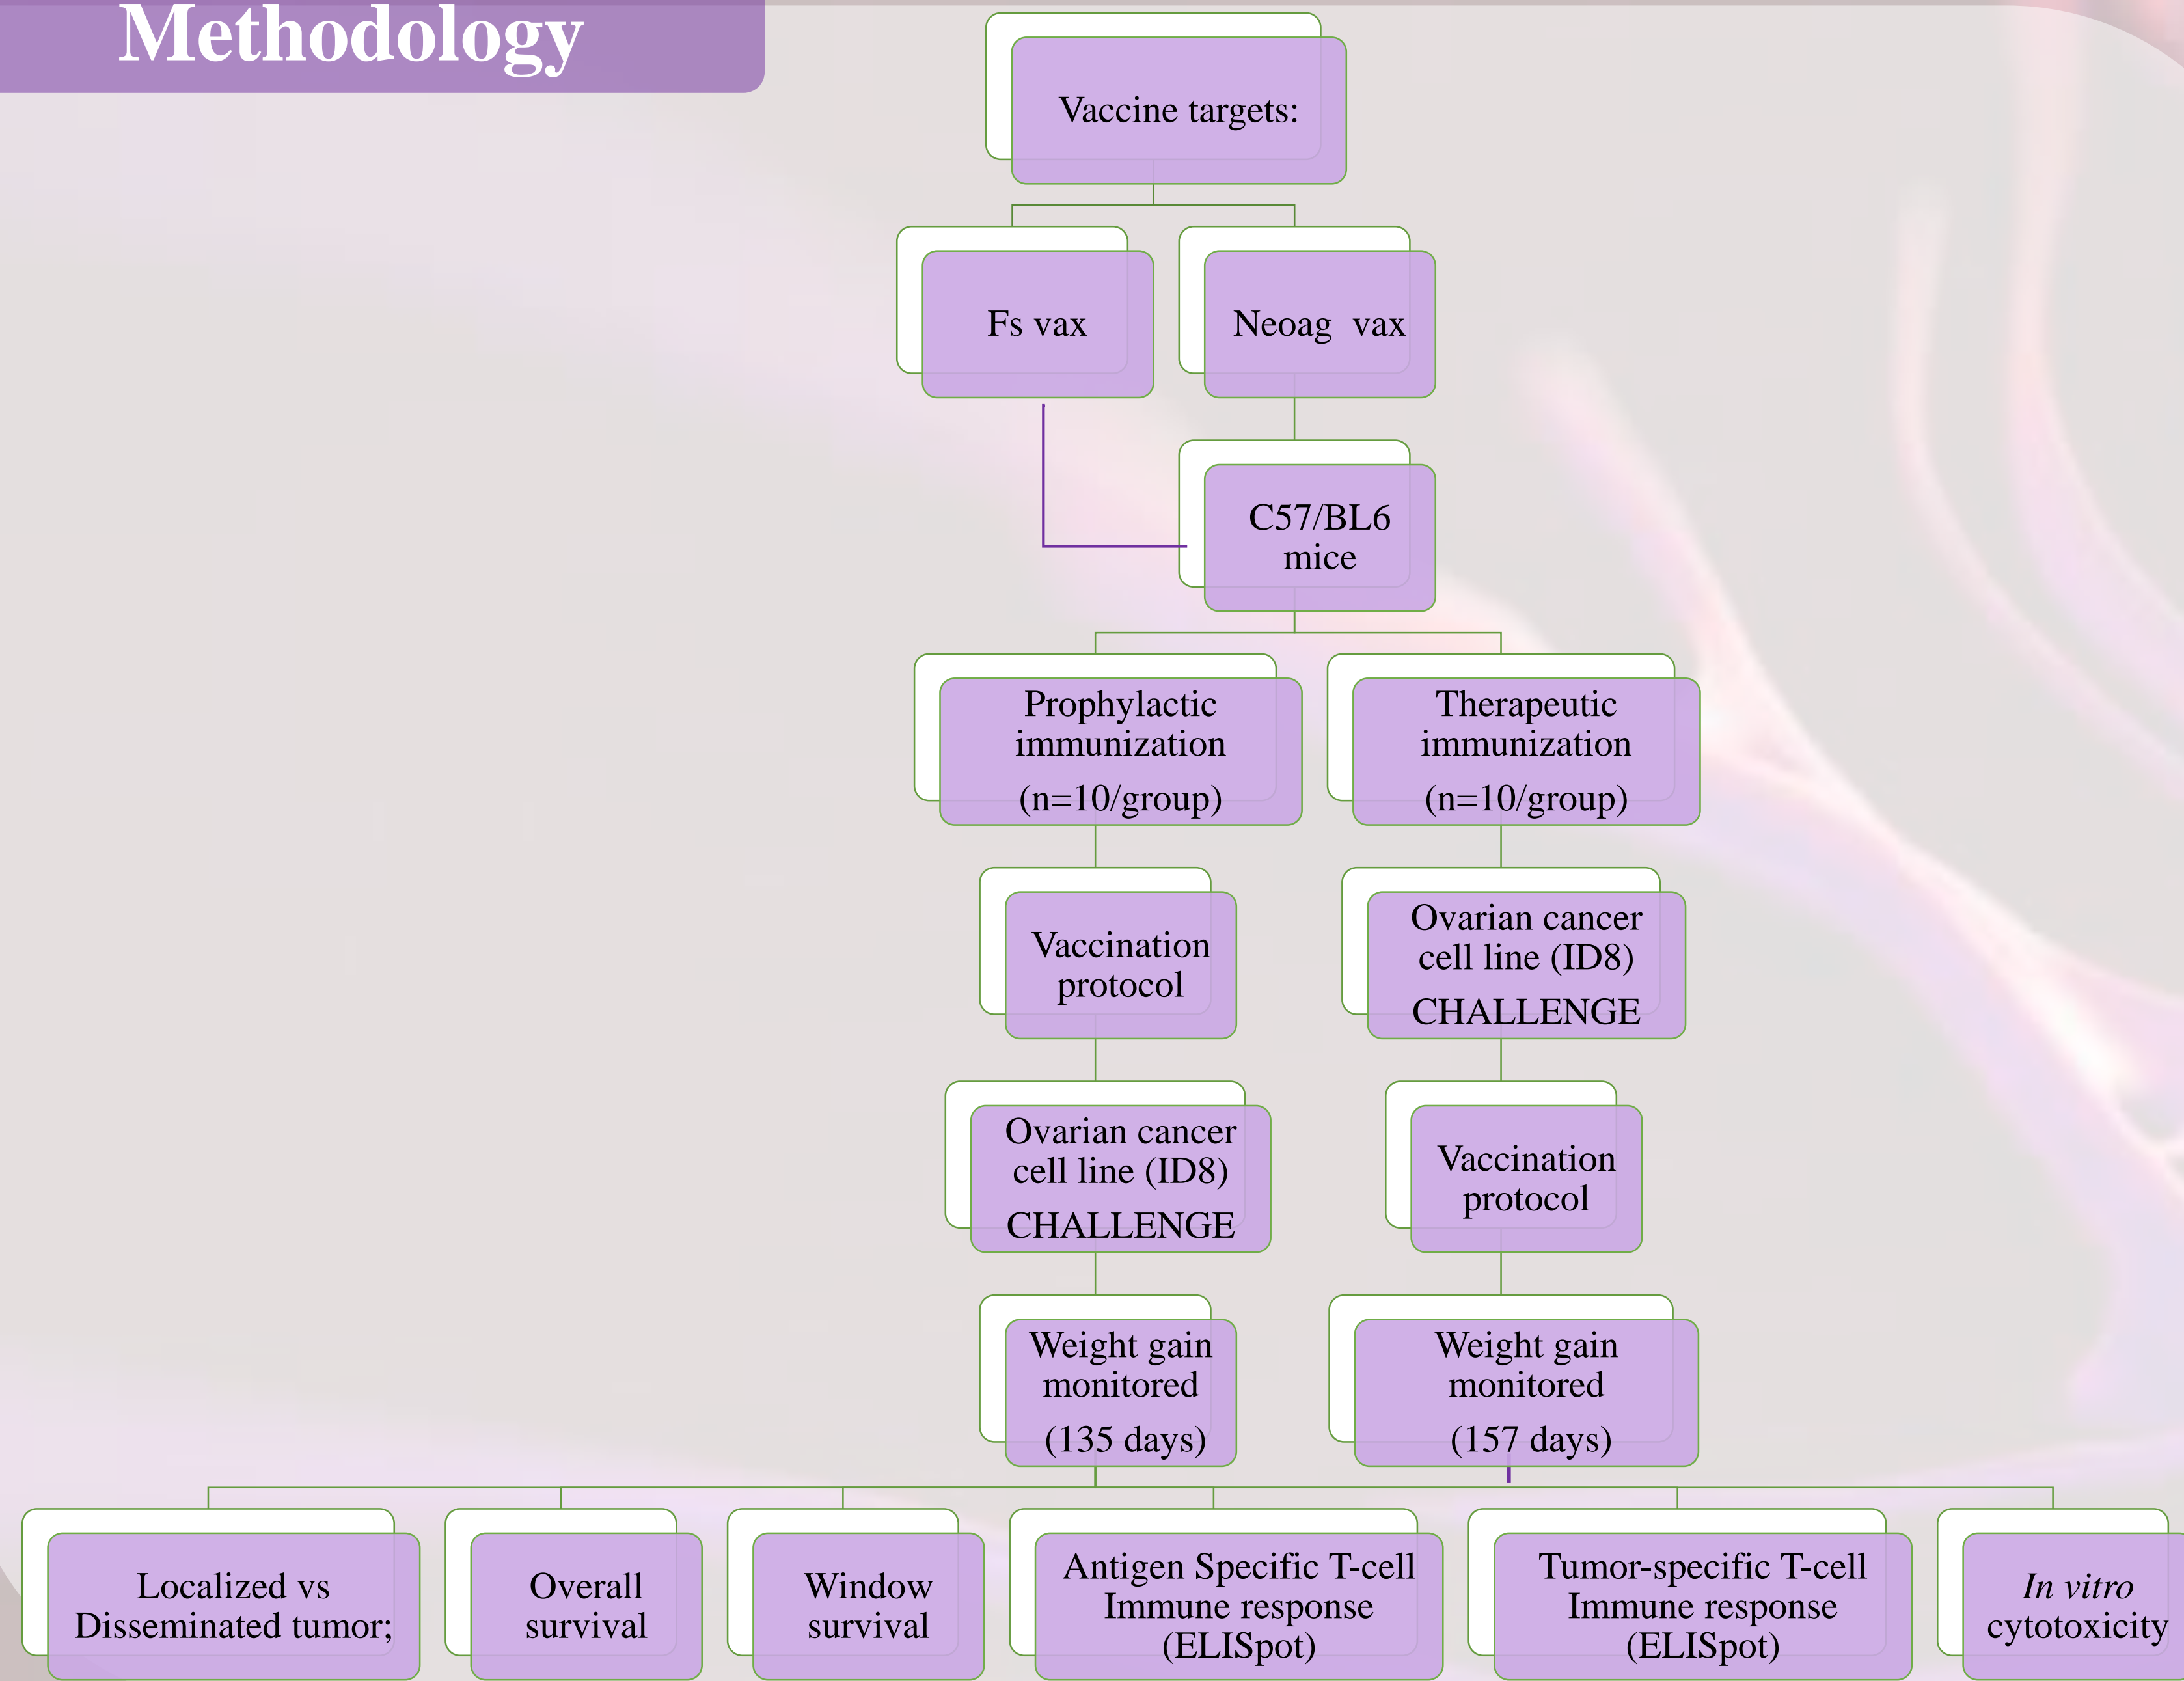 Methodology
Vaccine targets:
Fs vax
Neoag  vax
C57/BL6
mice
Prophylactic
immunization
(n=10/group)
Therapeutic
immunization
(n=10/group)
Vaccination
protocol
Ovarian cancer
cell line (ID8)
CHALLENGE
Ovarian cancer
cell line (ID8)
CHALLENGE
Vaccination
protocol
Weight gain
monitored
(135 days)
Weight gain
monitored
(157 days)
Localized vs
Disseminated tumor;
Overall
survival
Window
survival
Antigen Specific T-cell
Immune response
(ELISpot)
Tumor-specific T-cell
Immune response
(ELISpot)
In vitro
cytotoxicity